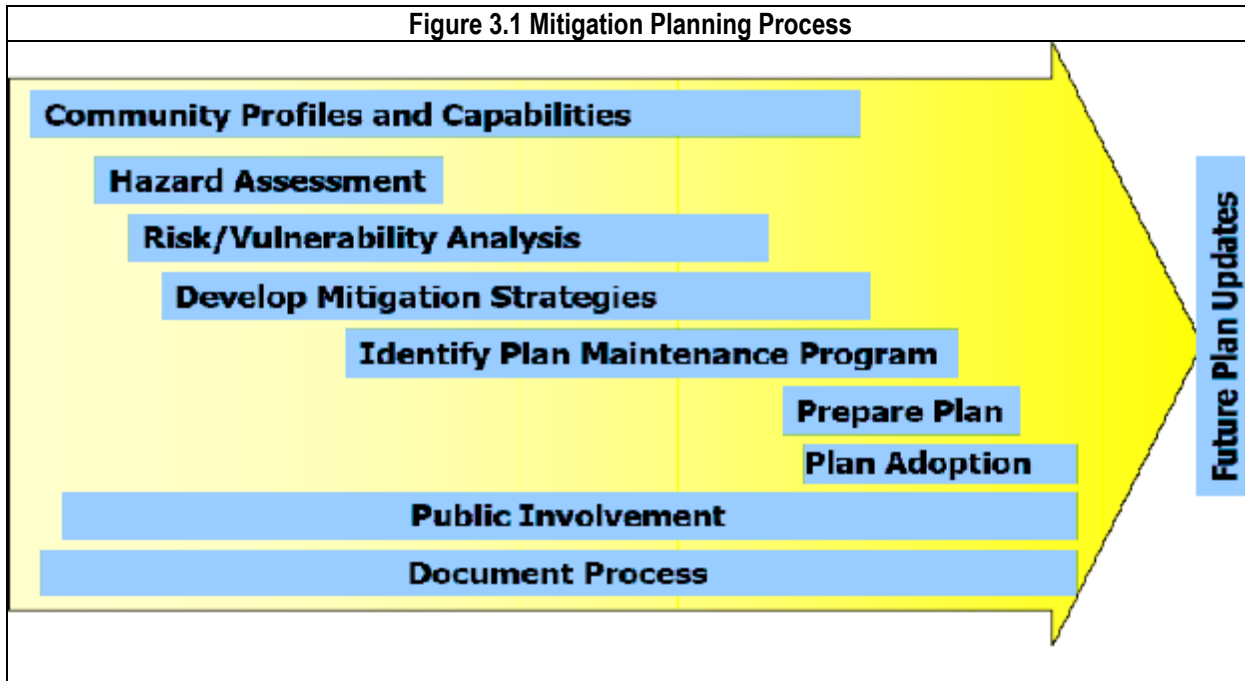 Figure 3.1 Mitigation Planning Process
Community Profiles and Capabilities
Hazard Assessment
Risk/Vulnerability Analysis
Develop Mitigation Strategies
Identify Plan Maintenance Program
Prepare Plan
Plan Adoption
Public Involvement
Document Process
Future Plan Updates